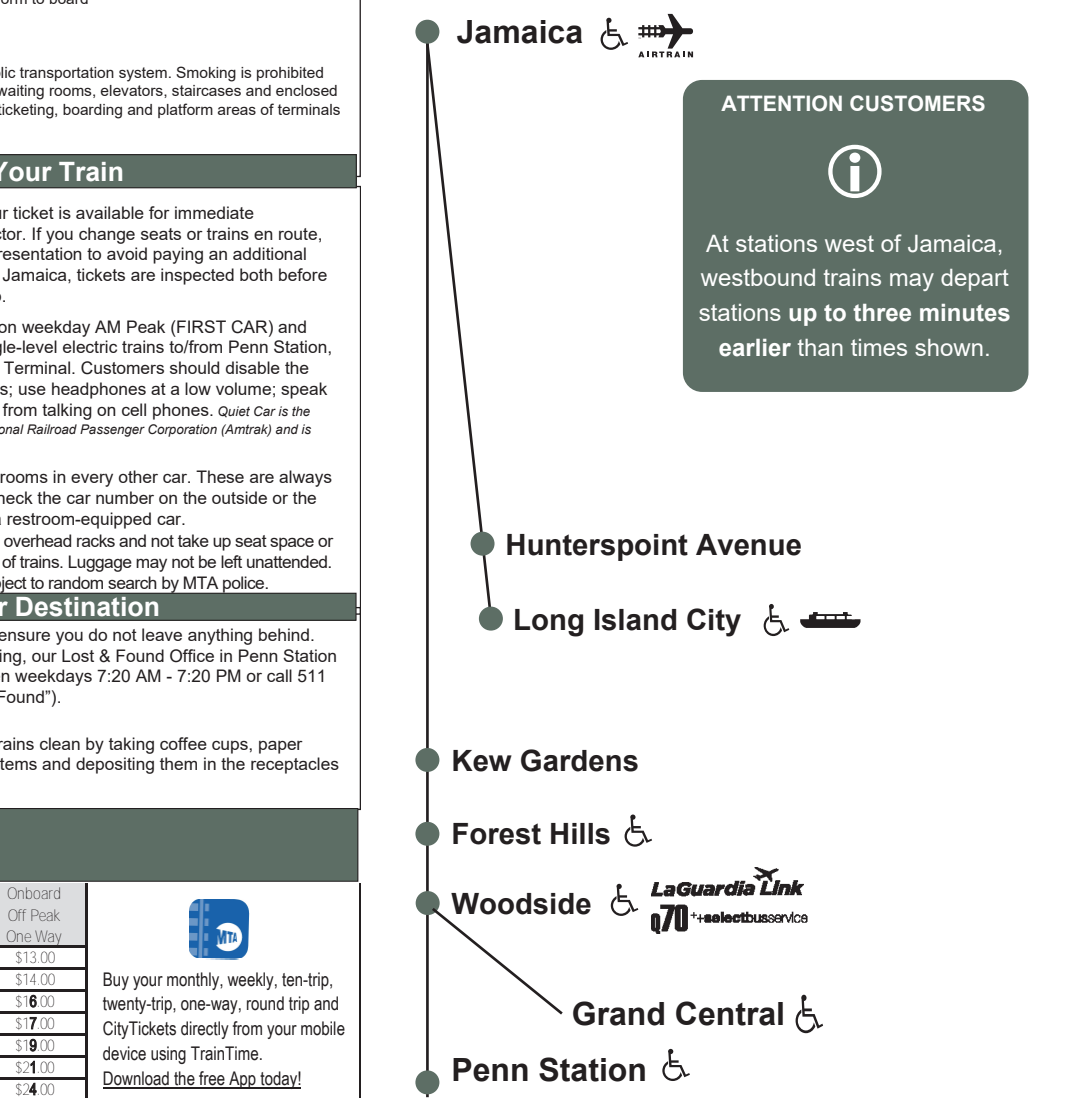 orm to board
lic transportation system. Smoking is prohibited
waiting rooms, elevators, staircases and enclosed
ticketing, boarding and platform areas of terminals
Your Train
ur ticket is available for immediate
ctor. If you change seats or trains en route,
resentation to avoid paying an additional
Jamaica, tickets are inspected both before
on weekday AM Peak (FIRST CAR) and
gle-level electric trains to/from Penn Station,
Terminal. Customers should disable the
s; use headphones at a low volume; speak
from talking on cell phones. Quiet Car is the
onal Railroad Passenger Corporation (Amtrak) and is
rooms in every other car. These are always
heck the car number on the outside or the
a restroom-equipped car.
overhead racks and not take up seat space or
of trains. Luggage may not be left unattended.
ject to random search by MTA police.
r Destination
ensure you do not leave anything behind.
ing, our Lost & Found Office in Penn Station
n weekdays 7:20 AM - 7:20 PM or call 511
Found”).
rains clean by taking coffee cups, paper
tems and depositing them in the receptacles
Onboard
Off Peak
One Way
$13.00
$14.00
$16.00
$17.00
$19.00
$21.00
$24.00
MTA
Buy your monthly, weekly, ten-trip,
twenty-trip, one-way, round trip and
CityTickets directly from your mobile
device using TrainTime.
Download the free App today!
Jamaica
AIRTRAIN
ATTENTION CUSTOMERS
At stations west of Jamaica,
westbound trains may depart
stations up to three minutes
earlier than times shown.
Hunterspoint Avenue
Long Island City
Kew Gardens
Forest Hills
Woodside
LaGuardia Link
Q70 ++selectbusservice
Grand Central
Penn Station